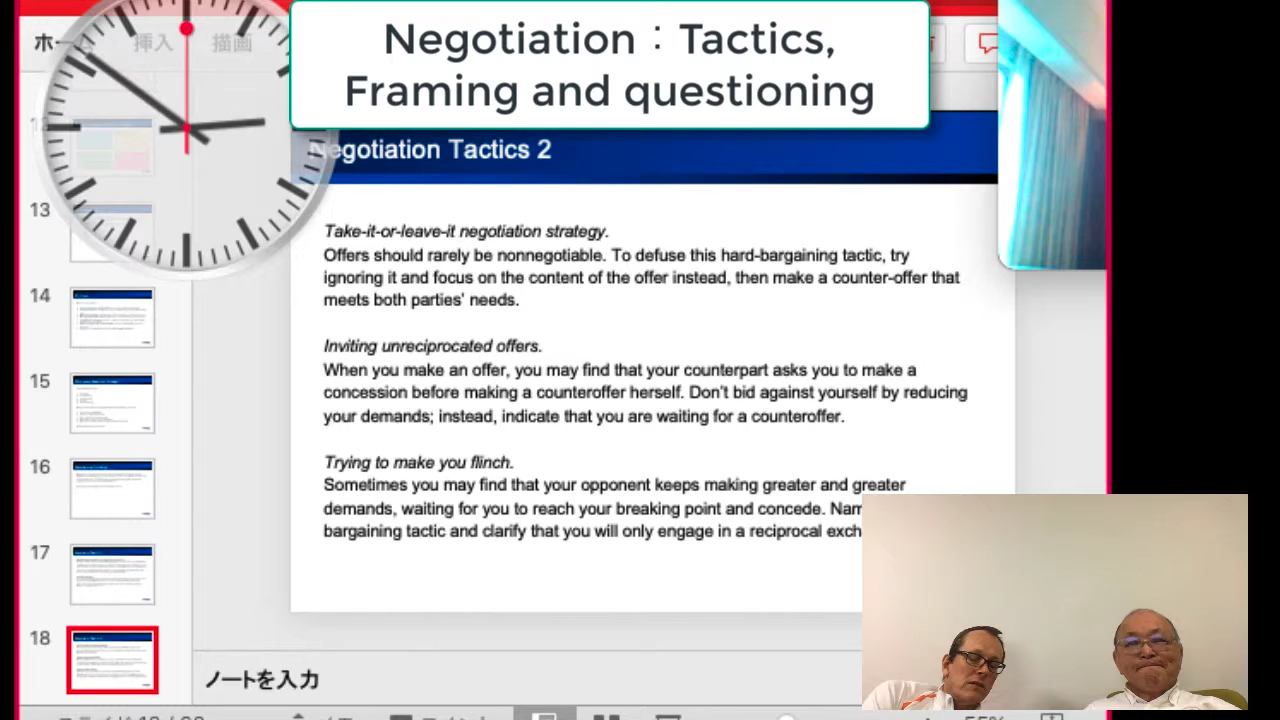 Negotiation：Tactics,
Framing and questioning
挿入
描画
Negotiation Tactics 2
13
Take-it-or-leave-it negotiation strategy.
Offers should rarely be nonnegotiable. To defuse this hard-bargaining tactic, try
ignoring it and focus on the content of the offer instead, then make a counter-offer that
meets both parties' needs.
14
Inviting unreciprocated offers.
When you make an offer, you may find that your counterpart asks you to make a
concession before making a counteroffer herself. Don't bid against yourself by reducing
your demands; instead, indicate that you are waiting for a counteroffer.
15
Trying to make you flinch.
Sometimes you may find that your opponent keeps making greater and greater
demands, waiting for you to reach your breaking point and concede.
bargaining tactic and clarify that you will only engage in a reciprocal
16
17
18
ノートを入力
55%